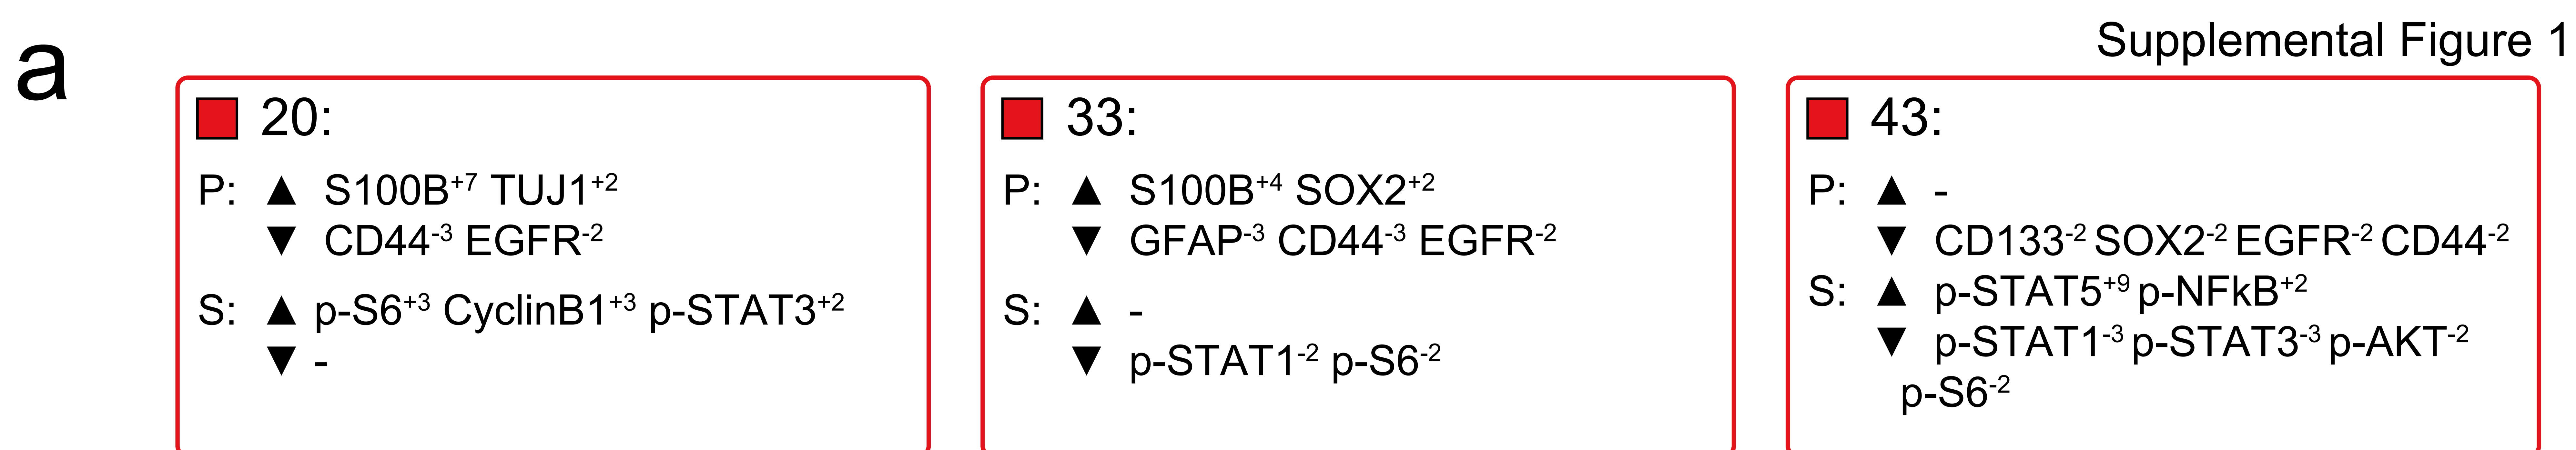 Supplemental Figure 1
a
20:
P: ▲ S100B+7 TUJ1+2
▼ CD44-3 EGFR-2
S: ▲ p-S6+3 CyclinB1+3 p-STAT3+2
▼ -
33:
P: ▲ S100B+4 SOX2+2
▼ GFAP-3 CD44-3 EGFR-2
S: ▲ -
▼ p-STAT1-2 p-S6-2
43:
P: ▲ -
▼ CD133-2 SOX2-2 EGFR-2 CD44-2
S: ▲ p-STAT5+9 p-NFkB+2
▼ p-STAT1-3 p-STAT3-3 p-AKT-2
p-S6-2